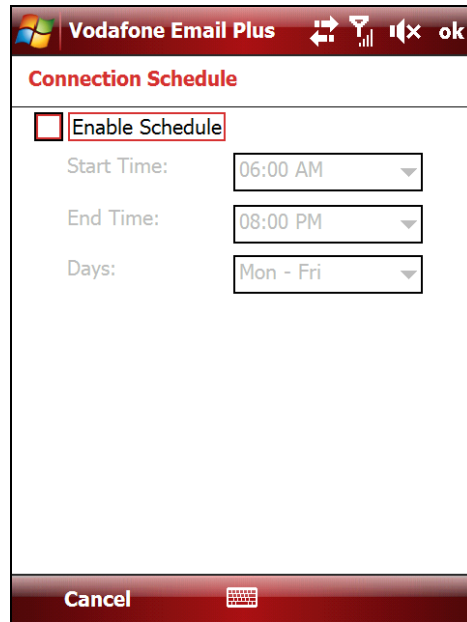 Vodafone Email Plus ok
Connection Schedule
Enable Schedule
Start Time: 06:00 AM
End Time: 08:00 PM
Days: Mon - Fri
Cancel